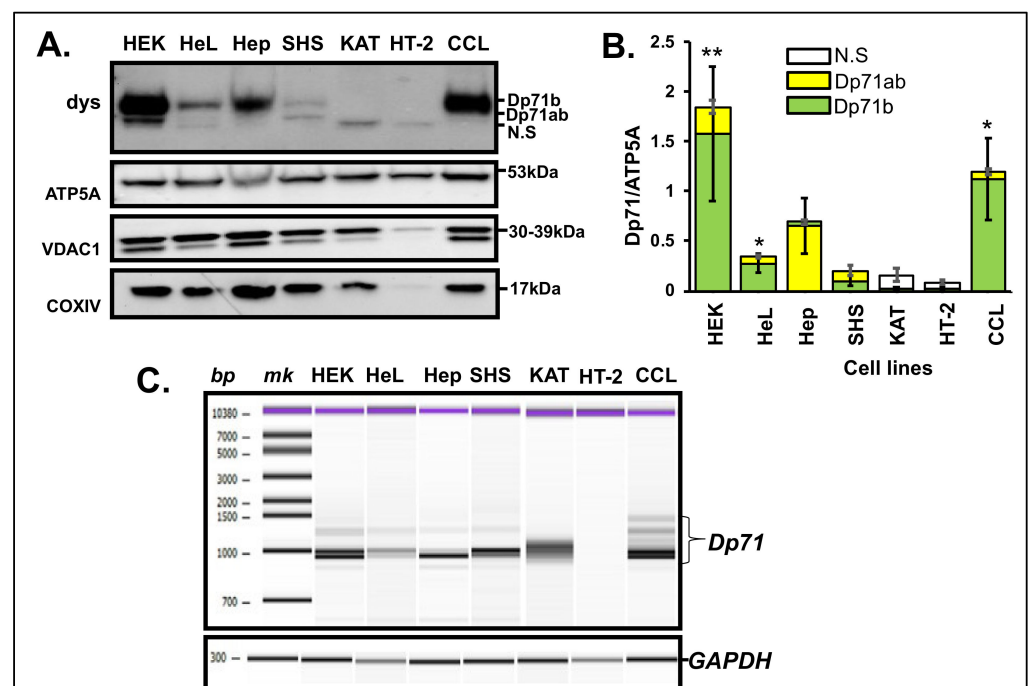 A.
HEK HeL Hep SHS KAT HT-2 CCL
dys
Dp71b
Dp71ab
N.S
ATP5A
53kDa
VDAC1
30-39kDa
COXIV
17kDa
B.
2.5
2
1.5
1
0.5
0
Dp71/ATP5A
**
*
*
N.S
Dp71ab
Dp71b
HEK HeL Hep SHS KAT HT-2 CCL
Cell lines
C.
bp mk HEK HeL Hep SHS KAT HT-2 CCL
10380
7000
5000
3000
2000
1500
1000
700
Dp71
300
GAPDH